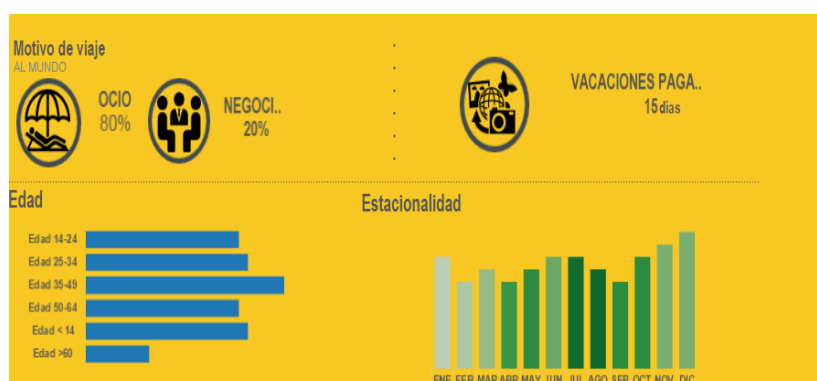 Motivo de viaje
AL MUNDO
OCIO
80%
NEGOCI..
20%
VACACIONES PAGA..
15 dias
Edad
Edad 14-24
Edad 25-34
Edad 35-49
Edad 50-64
Edad < 14
Edad >60
Estacionalidad
ENE FEB MAR ABR MAY JUN JUL AGO SEP OCT NOV DIC